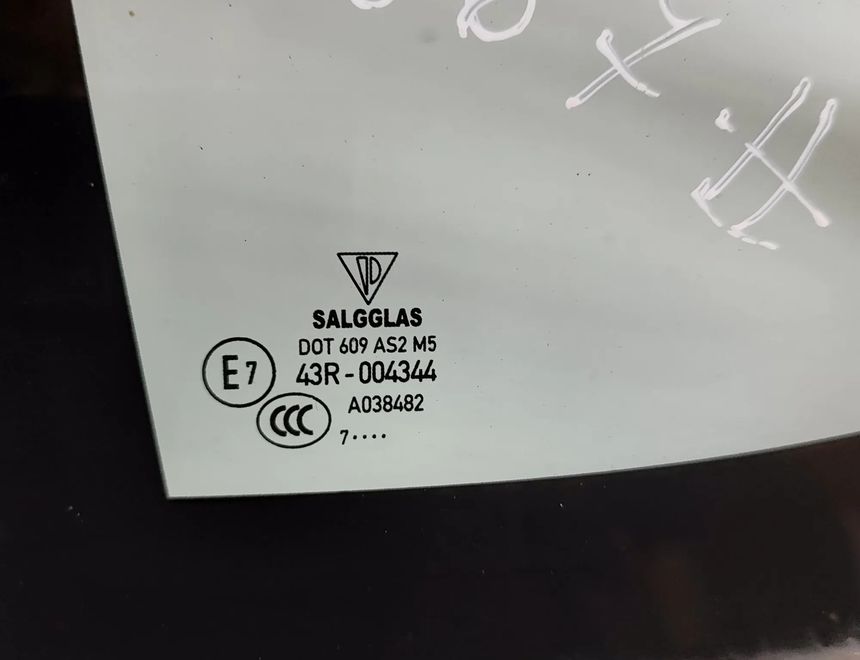 SALGGLAS
DOT 609 AS2 M5
E7
43R-004344
CCC
A038482
7····